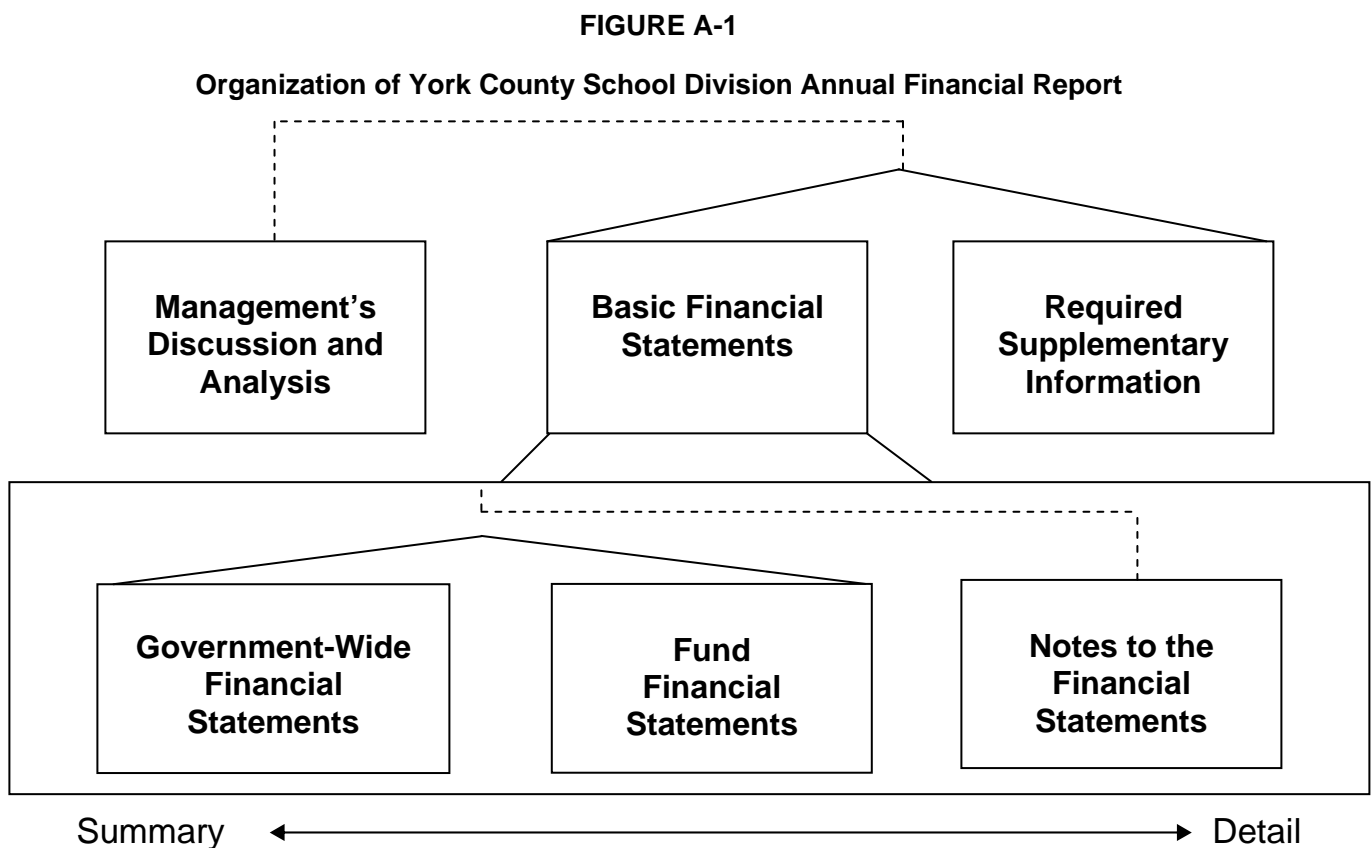 FIGURE A-1
Organization of York County School Division Annual Financial Report
Management’s
Discussion and
Analysis
Basic Financial
Statements
Required
Supplementary
Information
Government-Wide
Financial
Statements
Fund
Financial
Statements
Notes to the
Financial
Statements
Summary
Detail